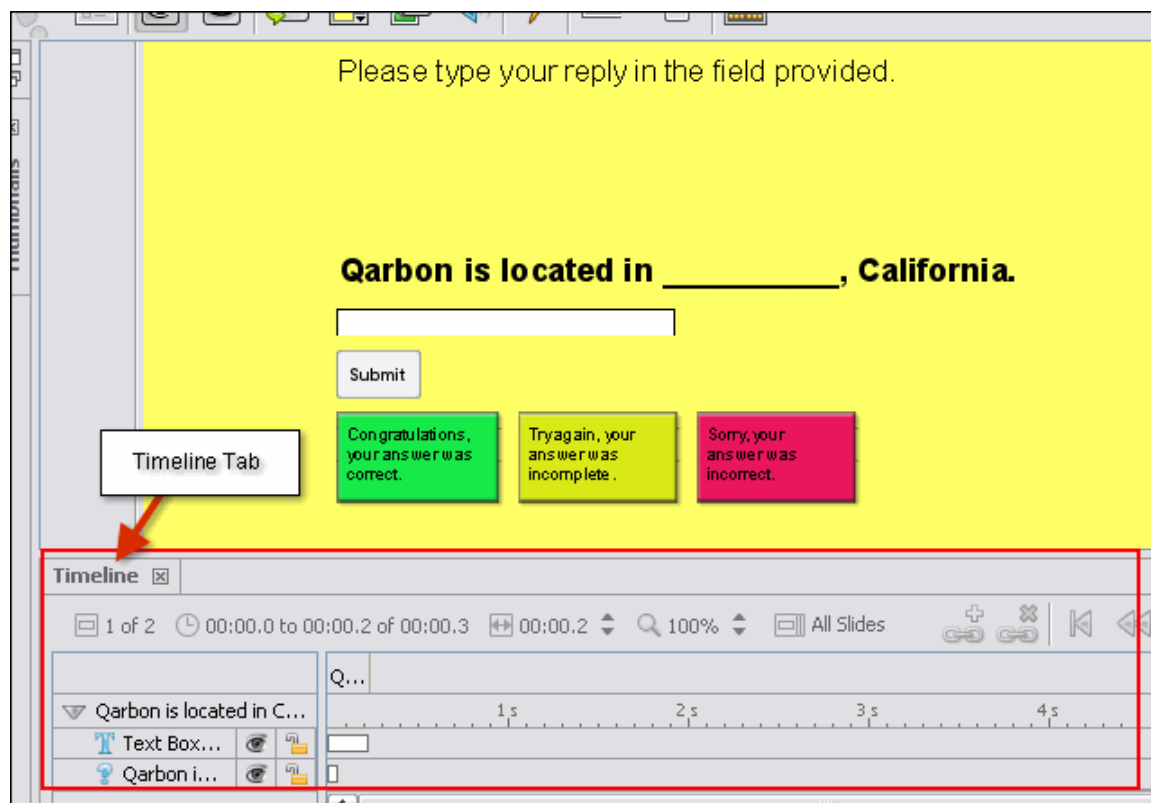 Please type your reply in the field provided.
Thumbnails
Qarbon is located in __________, California.
Submit
Congratulations,
your answer was
correct.
Try again, your
answer was
incomplete.
Sorry, your
answer was
incorrect.
Timeline Tab
Timeline
1 of 2 00:00.0 to 00:00.2 of 00:00.3 00:00.2 100% All Slides
Q...
Qarbon is located in C... 1s 2s 3s 4s
Text Box...
Qarbon i...